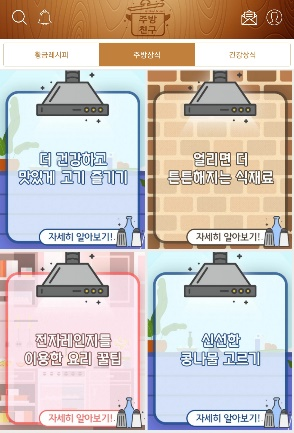 주방
친구
황금레시피
주방상식
건강상식
더 건강하고
맛있게 고기 즐기기
자세히 알아보기!
얼리면 더
튼튼해지는 식재료
자세히 알아보기!
전자레인지를
이용한 요리 꿀팁
자세히 알아보기!
신선한
콩나물 고르기
자세히 알아보기!